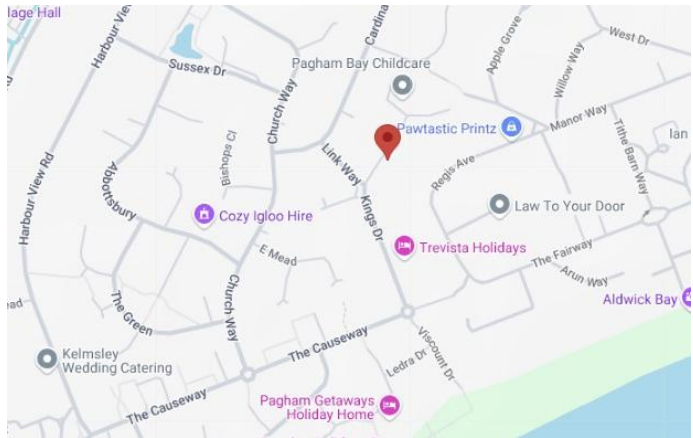 lage Hall
Harbour View Rd
Sussex Dr
Church Way
Cardina
Pagham Bay Childcare
Apple Grove
West Dr
Willow Way
Pawtastic Printz
Manor Way
Ian
Tithe Barn Way
Bishops Cl
Link Way
Regis Ave
Abbottsbury
Harbour View Rd
Cozy Igloo Hire
Kings Dr
Law To Your Door
E Mead
Trevista Holidays
The Fairway
Arun Way
ead
The Green
Church Way
Aldwick Bay
Kelmsley
Wedding Catering
The Causeway
Viscount Dr
Ledra Dr
The Causeway
Pagham Getaways
Holiday Home